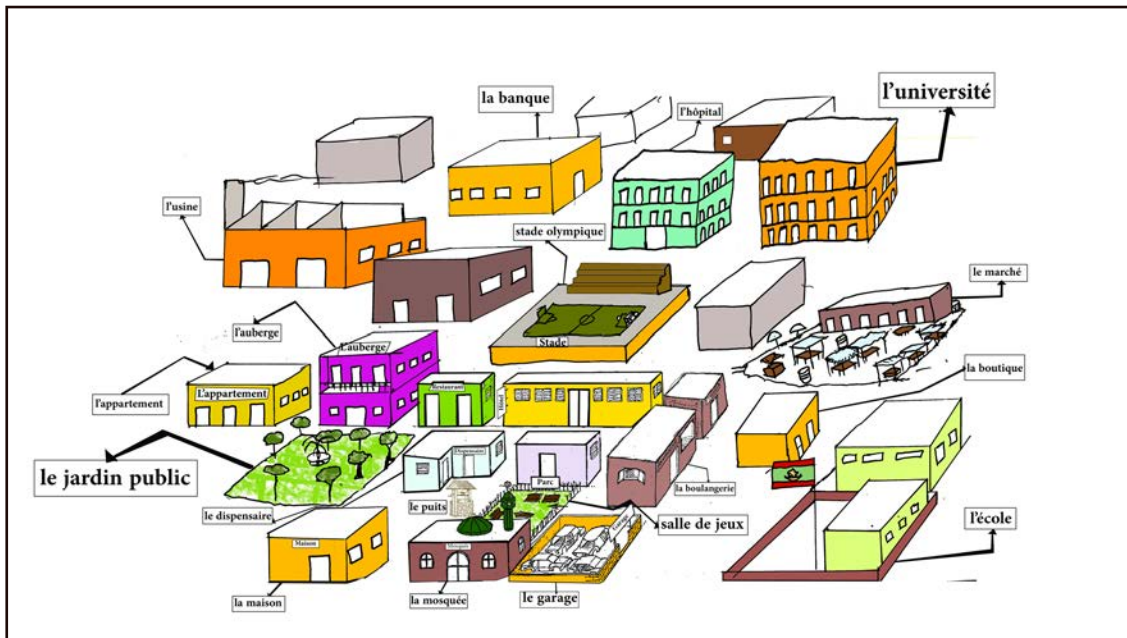 la banque
l'université
l'hôpital
l'usine
stade olympique
le marché
l'auberge
L'auberge
Stade
la boutique
L'appartement
Restaurant
l'appartement
Hôtel
le jardin public
Dispensaire
Parc
la boulangerie
le dispensaire
le puits
salle de jeux
l'école
Maison
Mosquée
la maison
la mosquée
le garage